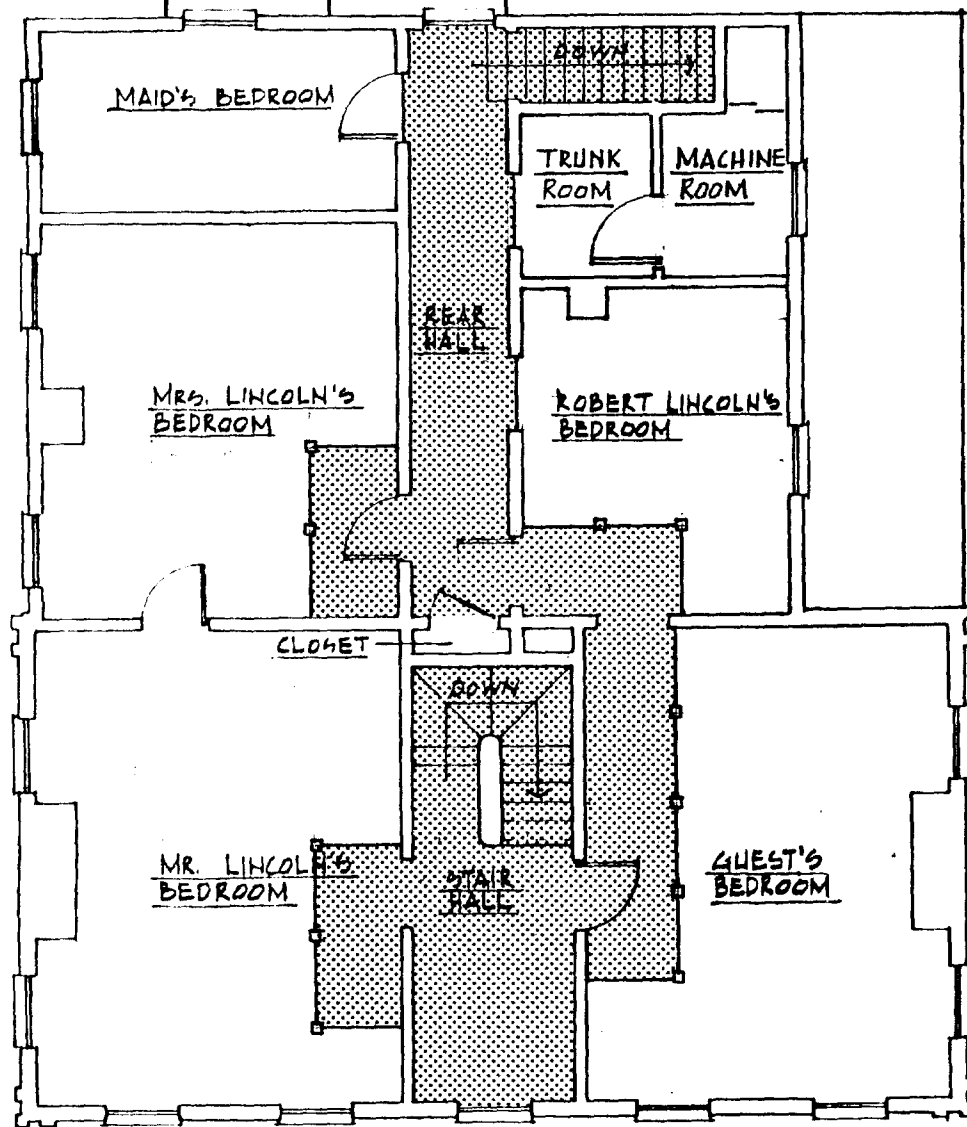 DOWN
MAID'S BEDROOM
TRUNK
ROOM
MACHINE
ROOM
REAR
HALL
MRS. LINCOLN'S
BEDROOM
ROBERT LINCOLN'S
BEDROOM
CLOSET
DOWN
MR. LINCOLN'S
BEDROOM
STAIR
HALL
GUEST'S
BEDROOM